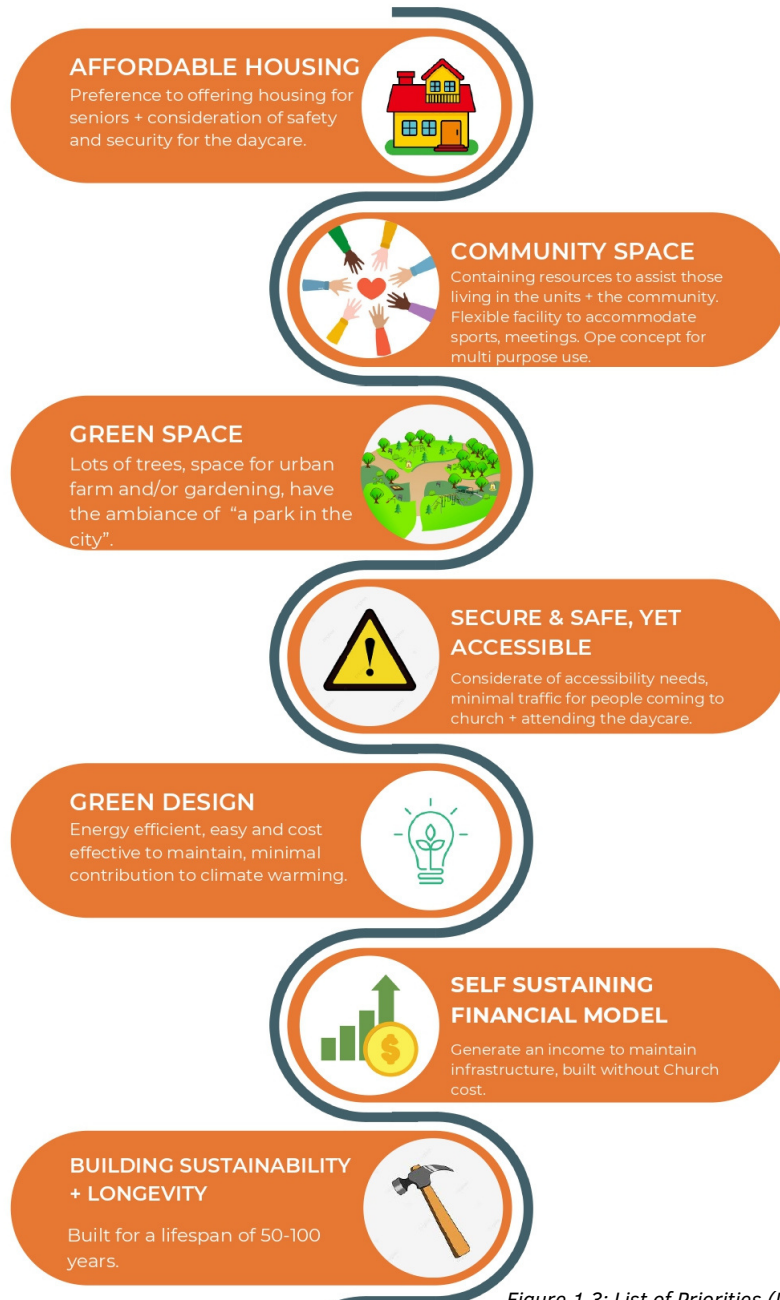 AFFORDABLE HOUSING
Preference to offering housing for
seniors + consideration of safety
and security for the daycare.
COMMUNITY SPACE
Containing resources to assist those
living in the units + the community.
Flexible facility to accommodate
sports, meetings. Ope concept for
multi purpose use.
GREEN SPACE
Lots of trees, space for urban
farm and/or gardening, have
the ambiance of “a park in the
city”.
SECURE & SAFE, YET
ACCESSIBLE
Considerate of accessibility needs,
minimal traffic for people coming to
church + attending the daycare.
GREEN DESIGN
Energy efficient, easy and cost
effective to maintain, minimal
contribution to climate warming.
SELF SUSTAINING
FINANCIAL MODEL
Generate an income to maintain
infrastructure, built without Church
cost.
$
BUILDING SUSTAINABILITY
+ LONGEVITY
Built for a lifespan of 50-100
years.
Figure 1.3: List of Priorities